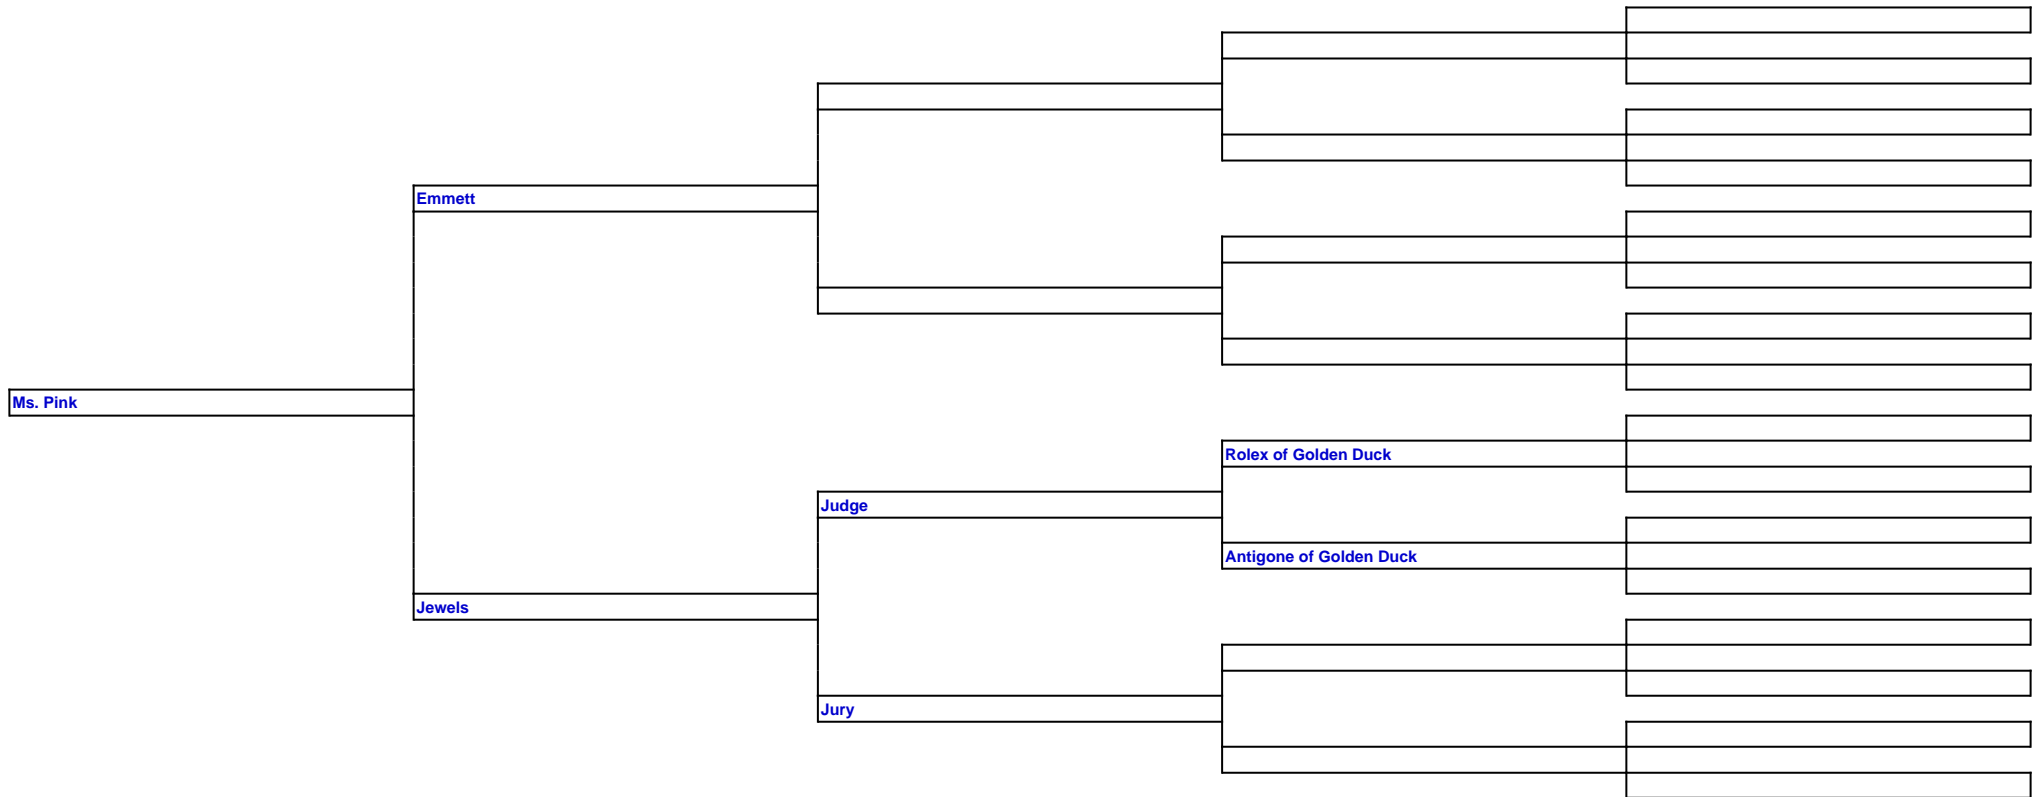 Emmett
Ms. Pink
Rolex of Golden Duck
Judge
Antigone of Golden Duck
Jewels
Jury